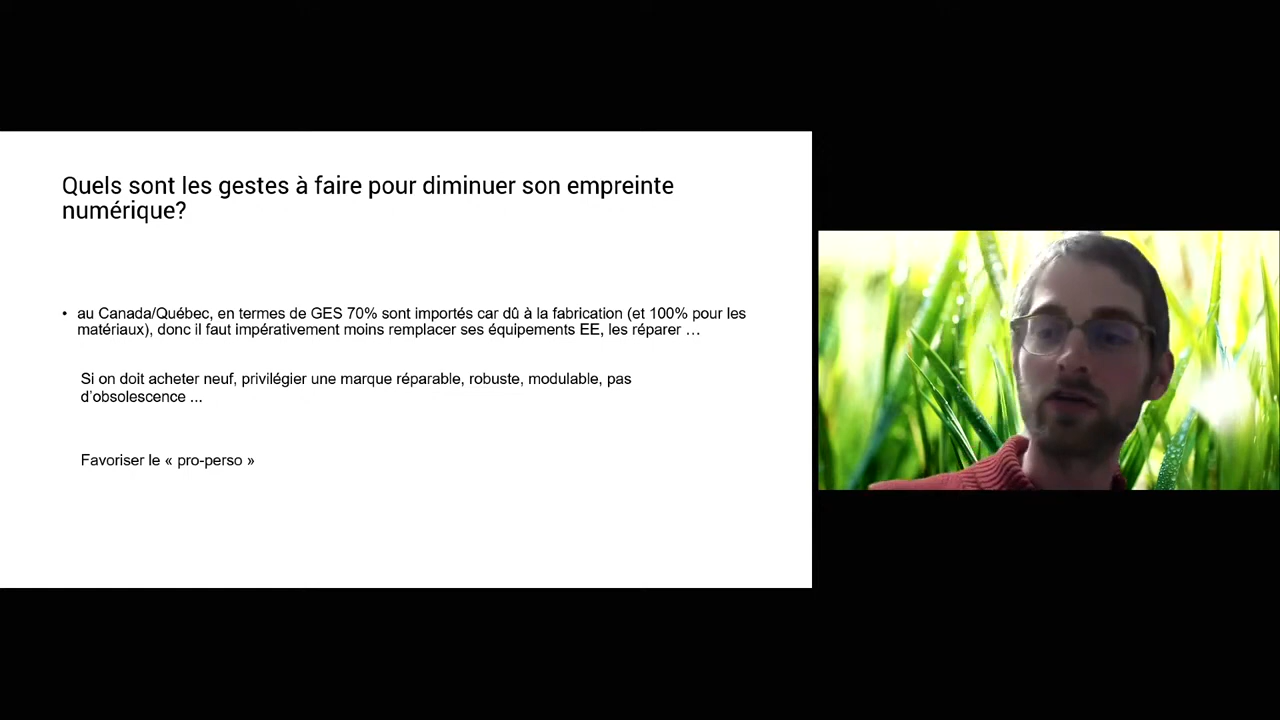 Quels sont les gestes à faire pour diminuer son empreinte
numérique?
• au Canada/Québec, en termes de GES 70% sont importés car dû à la fabrication (et 100% pour les
matériaux), donc il faut impérativement moins remplacer ses équipements EE, les réparer …
Si on doit acheter neuf, privilégier une marque réparable, robuste, modulable, pas
d’obsolescence ...
Favoriser le « pro-perso »